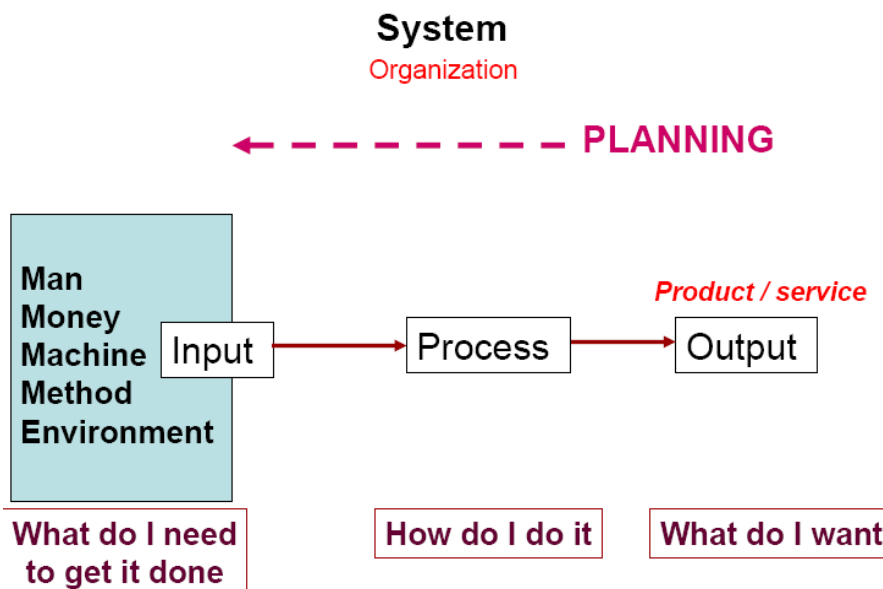 System
Organization
PLANNING
Man
Money
Machine
Method
Environment
Input
Process
Product / service
Output
What do I need
to get it done
How do I do it
What do I want